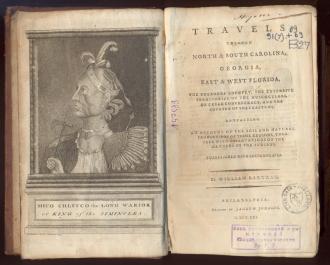 MICO CHLUCCO the LONG WARIOR
or KING of the SIMINOLES
TRAVELS
THROUGH
NORTH & SOUTH CAROLINA,
GEORGIA,
EAST & WEST FLORIDA,
THE CHEROKEE COUNTRY, THE EXTENSIVE
TERRITORIES OF THE MUSCOGULGES,
OR CREEK CONFEDERACY, AND THE
COUNTRY OF THE CHACTAWS;
CONTAINING
AN ACCOUNT OF THE SOIL AND NATURAL
PRODUCTIONS OF THOSE REGIONS, TOGE-
THER WITH OBSERVATIONS ON THE
MANNERS OF THE INDIANS.
EMBELLISHED WITH COPPER-PLATES.
By WILLIAM BARTRAM.
PHILADELPHIA:
PRINTED BY JAMES & JOHNSON.